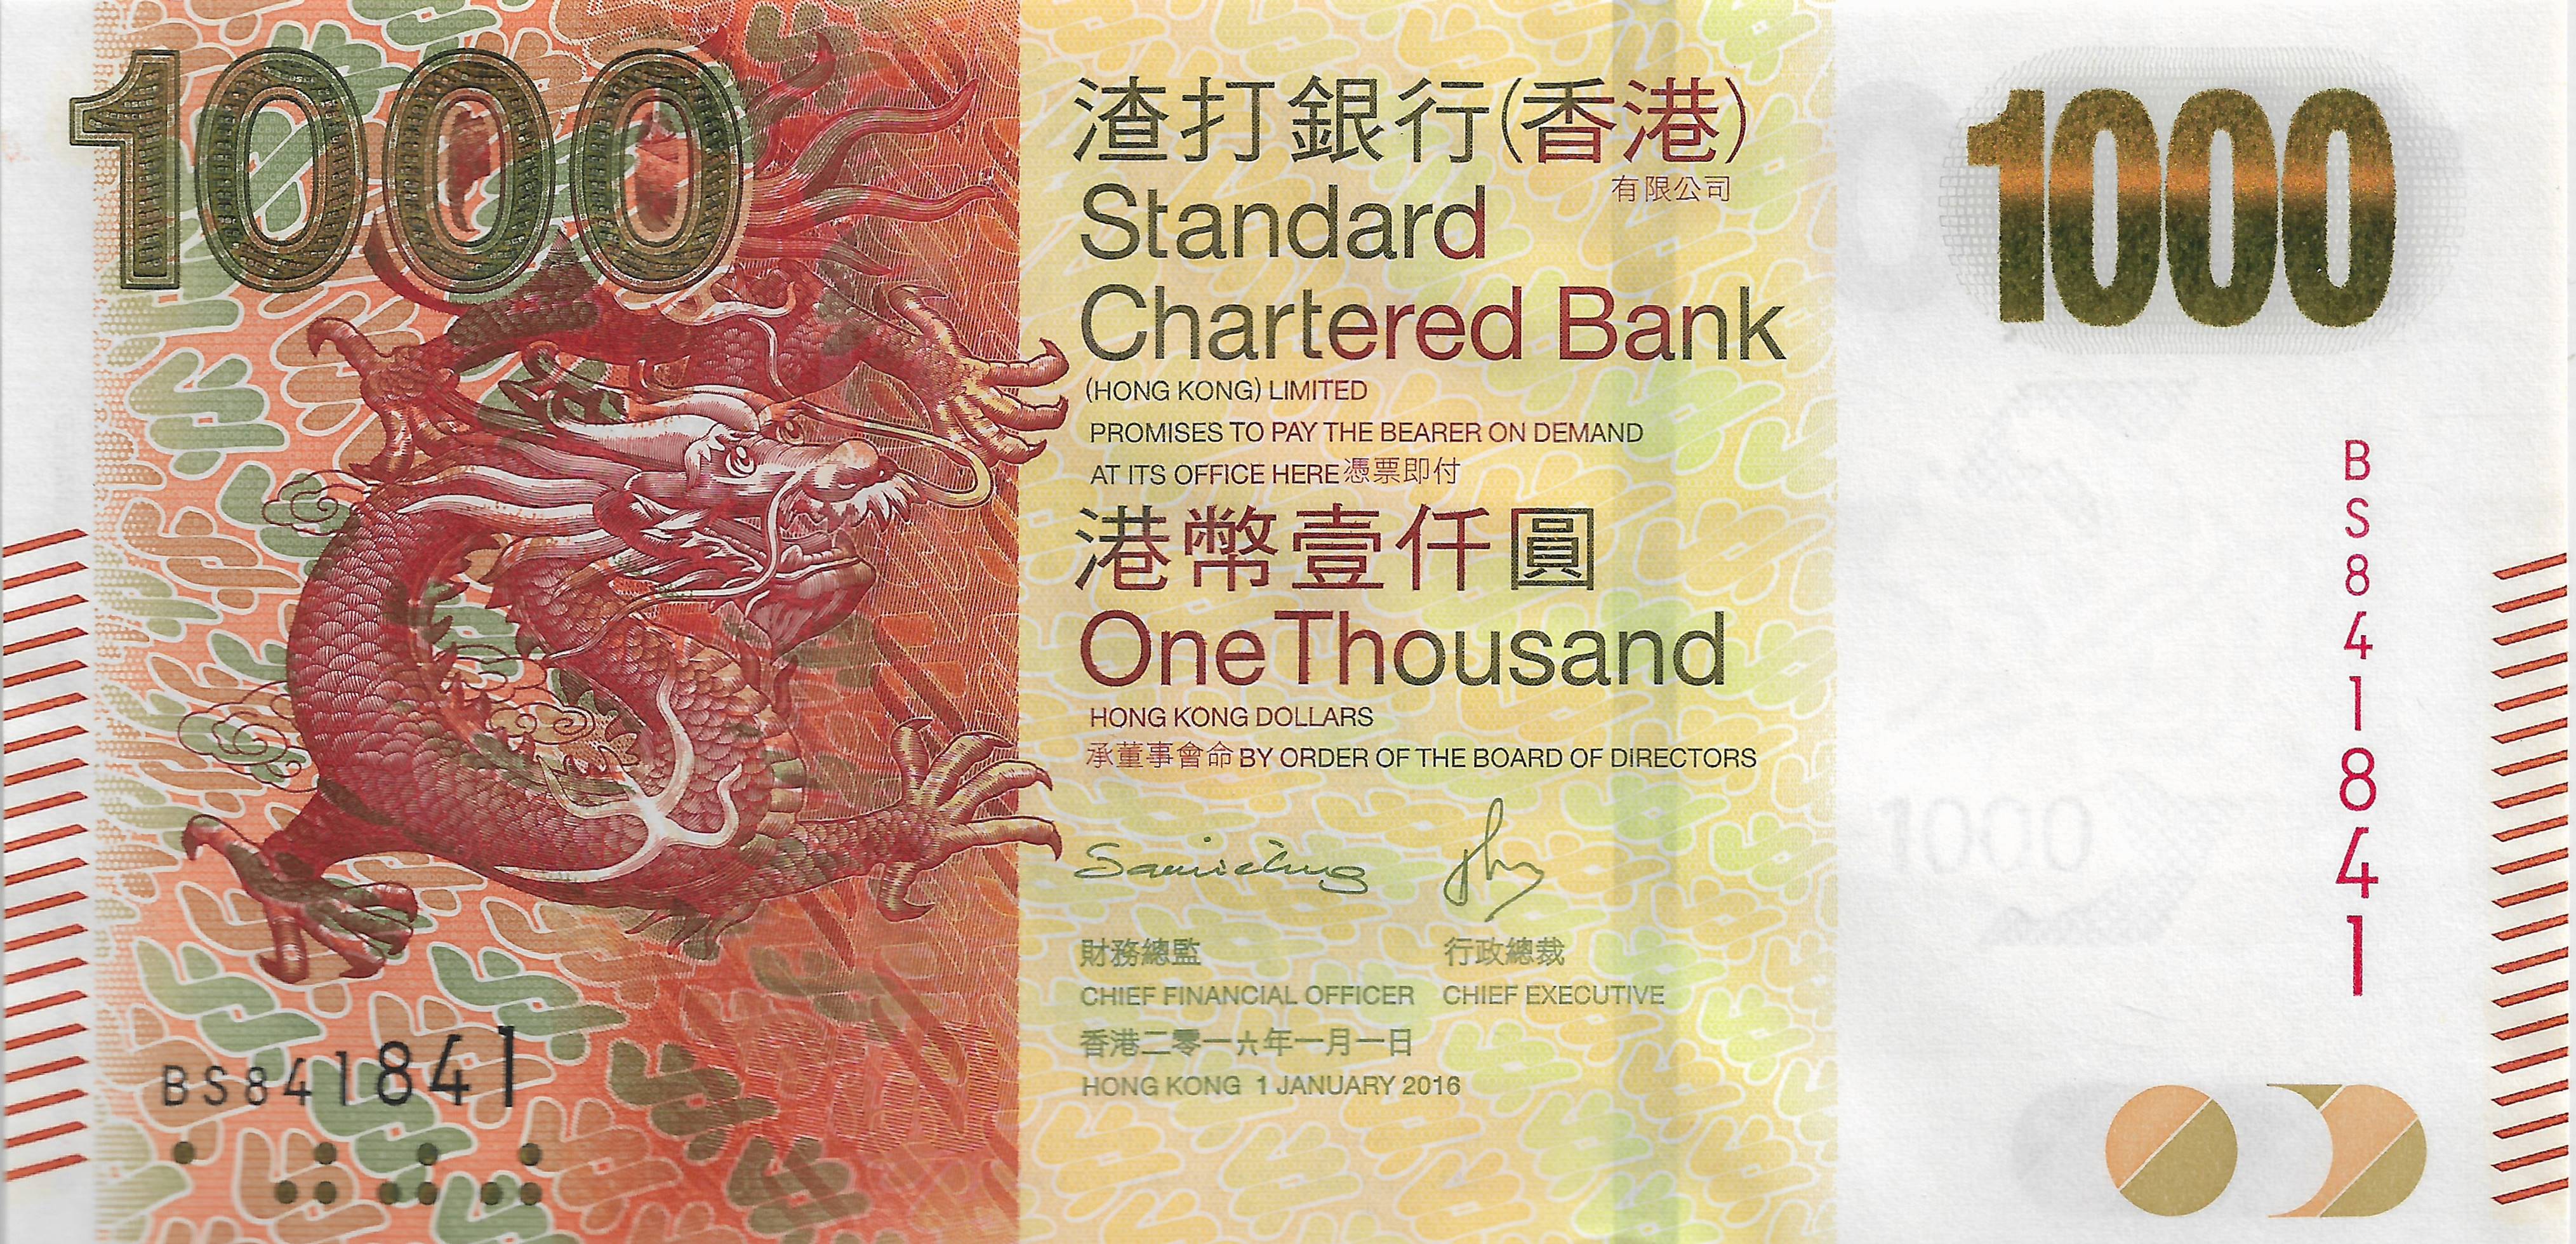 1000
渣打銀行(香港)
有限公司
Standard
Chartered Bank
(HONG KONG) LIMITED
PROMISES TO PAY THE BEARER ON DEMAND
AT ITS OFFICE HERE憑票即付
港幣壹仟圓
One Thousand
HONG KONG DOLLARS
承董事會命 BY ORDER OF THE BOARD OF DIRECTORS
財務總監
CHIEF FINANCIAL OFFICER
行政總裁
CHIEF EXECUTIVE
香港二零一六年一月一日
HONG KONG 1 JANUARY 2016
BS841841
1000
BS841841
1000